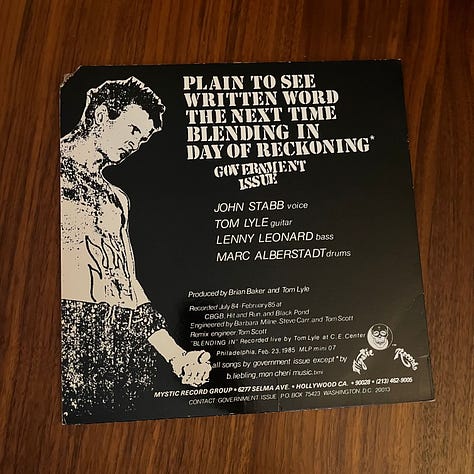 PLAIN TO SEE
WRITTEN WORD
THE NEXT TIME
BLENDING IN
DAY OF RECKONING*
GOVERNMENT
ISSUE
JOHN STABB voice
TOM LYLE guitar
LENNY LEONARD bass
MARC ALBERSTADT drums
Produced by Brian Baker and Tom Lyle
Recorded July 84-February 85 at
CBGB, Hit and Run, and Black Pond
Engineered by Barbara Milne, Steve Carr and Tom Scott
Remix engineer: Tom Scott
"BLENDING IN" Recorded live by Tom Lyle at C.E. Center
Philadelphia, Feb. 23, 1985 MLP mini 07
all songs by government issue except * by
b. liebling, mon cheri music. bmi
MYSTIC RECORD GROUP • 6277 SELMA AVE. • HOLLYWOOD CA. • 90028 • (213) 462-9005
CONTACT GOVERNMENT ISSUE P.O. BOX 75423 WASHINGTON, D.C. 20013